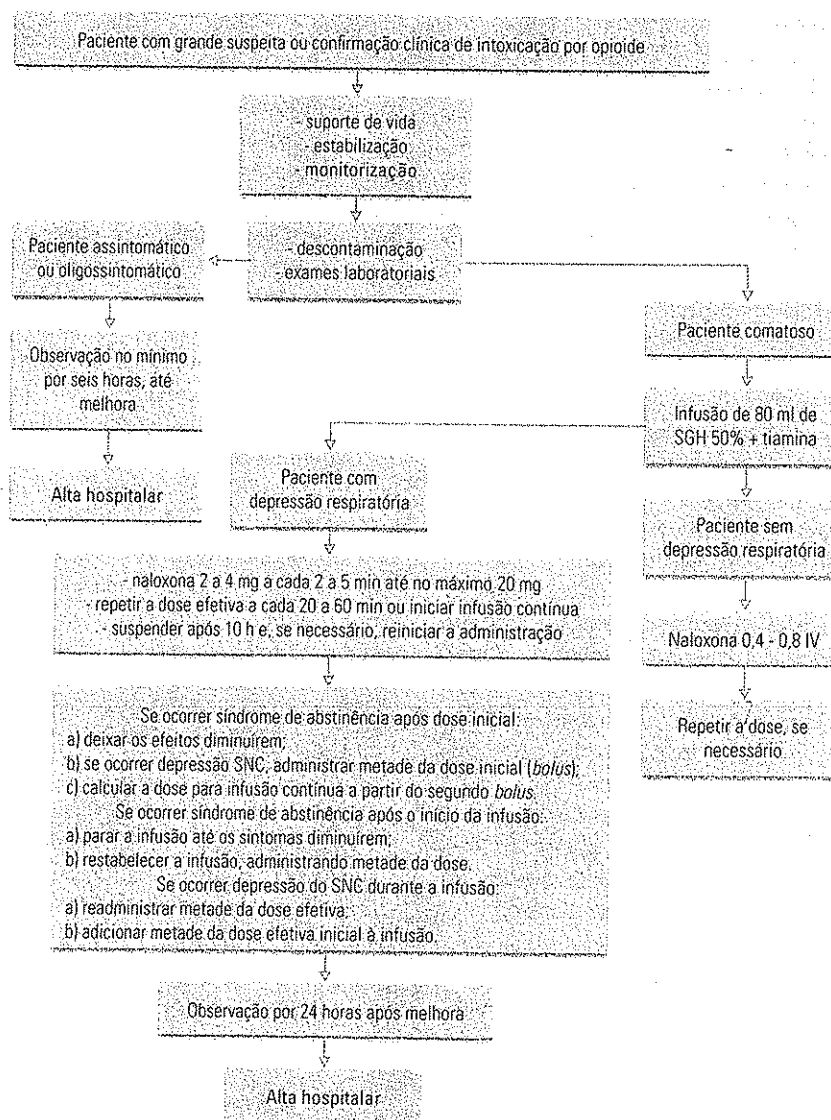 Paciente com grande suspeita ou confirmação clínica de intoxicação por opioide
- suporte de vida
- estabilização
- monitorização
- descontaminação
- exames laboratoriais
Paciente assintomático
ou oligossintomático
Observação no mínimo
por seis horas, até
melhora
Alta hospitalar
Paciente comatoso
Infusão de 80 ml de
SGH 50% + tiamina
Paciente sem
depressão respiratória
Naloxona 0,4 - 0,8 IV
Repetir a dose, se
necessário
Paciente com
depressão respiratória
- naloxona 2 a 4 mg a cada 2 a 5 min até no máximo 20 mg
- repetir a dose efetiva a cada 20 a 60 min ou iniciar infusão contínua
- suspender após 10 h e, se necessário, reiniciar a administração
Se ocorrer síndrome de abstinência após dose inicial:
a) deixar os efeitos diminuírem;
b) se ocorrer depressão SNC, administrar metade da dose inicial (bolus);
c) calcular a dose para infusão contínua a partir do segundo bolus.
Se ocorrer síndrome de abstinência após o início da infusão:
a) parar a infusão até os sintomas diminuírem;
b) restabelecer a infusão, administrando metade da dose.
Se ocorrer depressão do SNC durante a infusão:
a) readministrar metade da dose efetiva;
b) adicionar metade da dose efetiva inicial à infusão.
Observação por 24 horas após melhora
Alta hospitalar